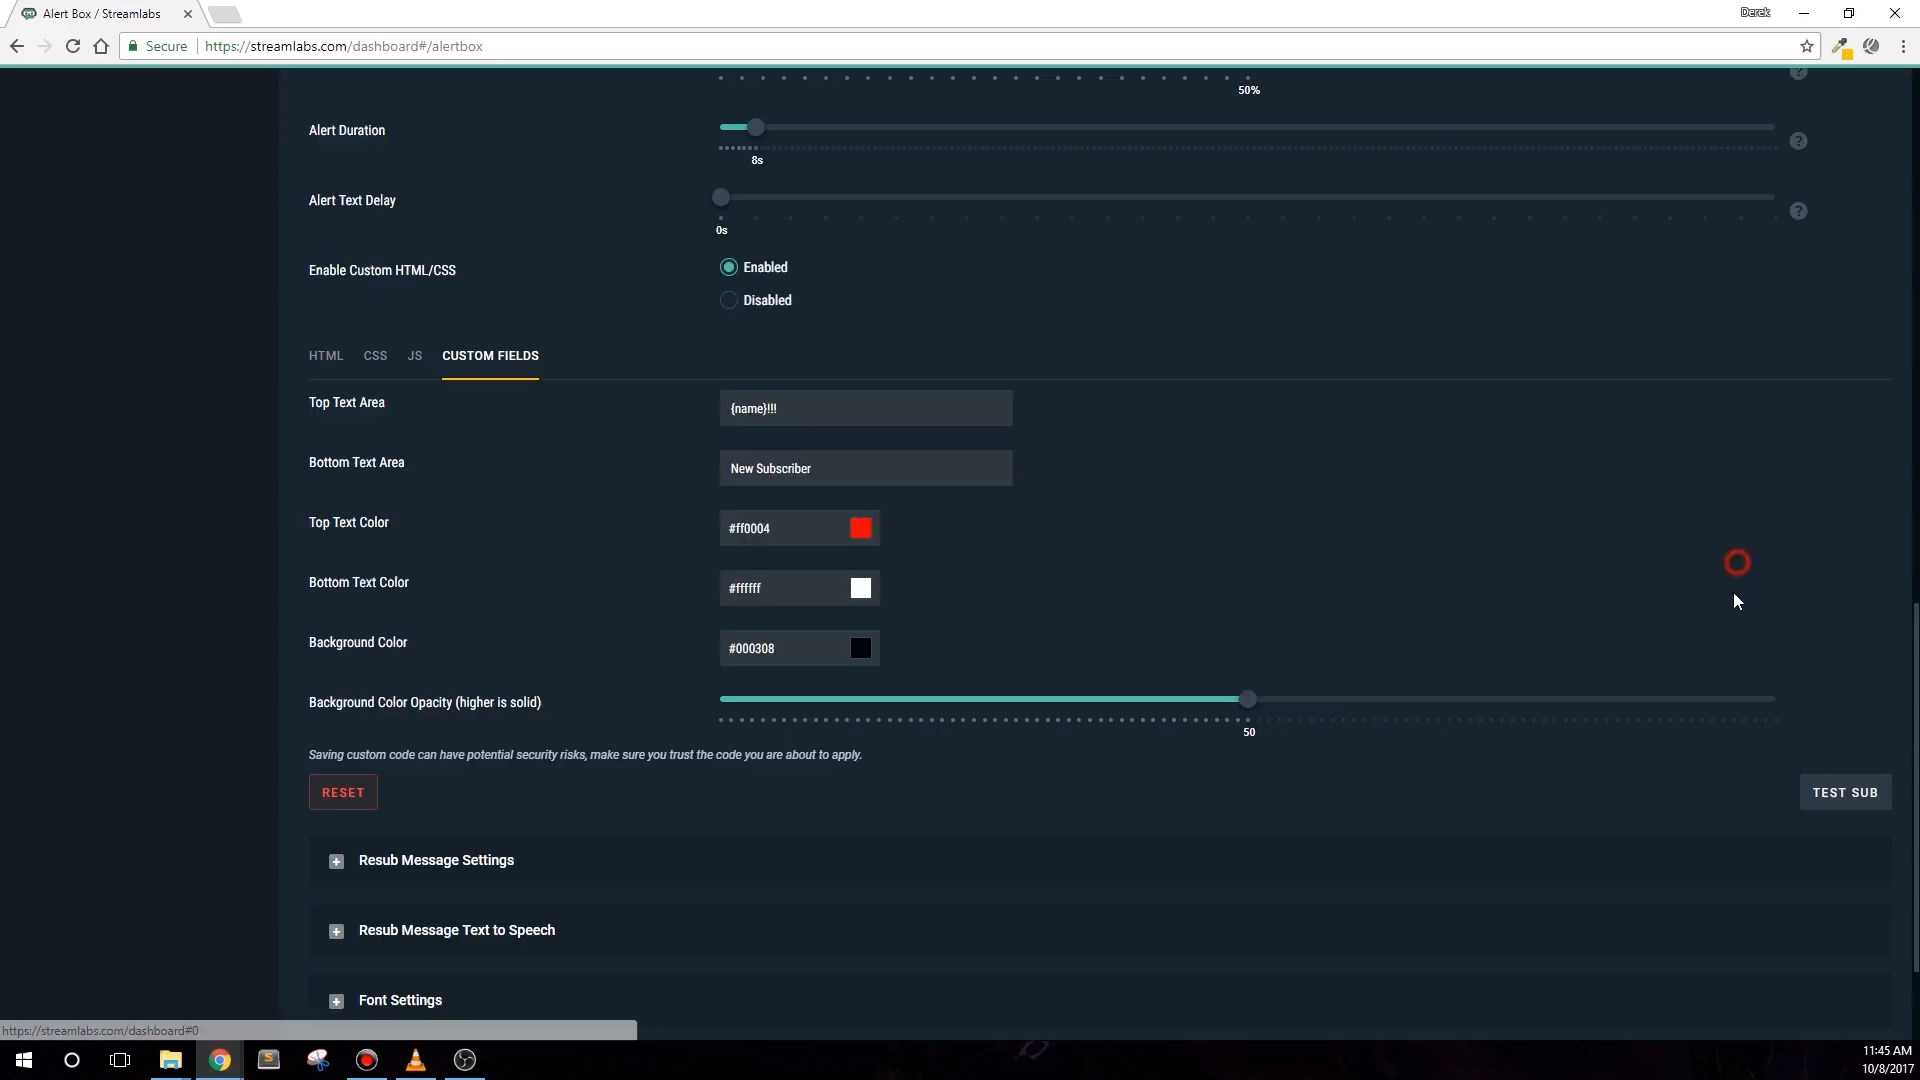 Alert Box / Streamlabs
Derek
Secure
https://streamlabs.com/dashboard#/alertbox
50%
?
Alert Duration
8s
?
Alert Text Delay
0s
?
Enable Custom HTML/CSS
Enabled
Disabled
HTML CSS JS CUSTOM FIELDS
Top Text Area
{name}!!!
Bottom Text Area
New Subscriber
Top Text Color
#ff0004
Bottom Text Color
#ffffff
Background Color
#000308
Background Color Opacity (higher is solid)
50
Saving custom code can have potential security risks, make sure you trust the code you are about to apply.
RESET
TEST SUB
Resub Message Settings
Resub Message Text to Speech
Font Settings
https://streamlabs.com/dashboard#0
11:45 AM
10/8/2017